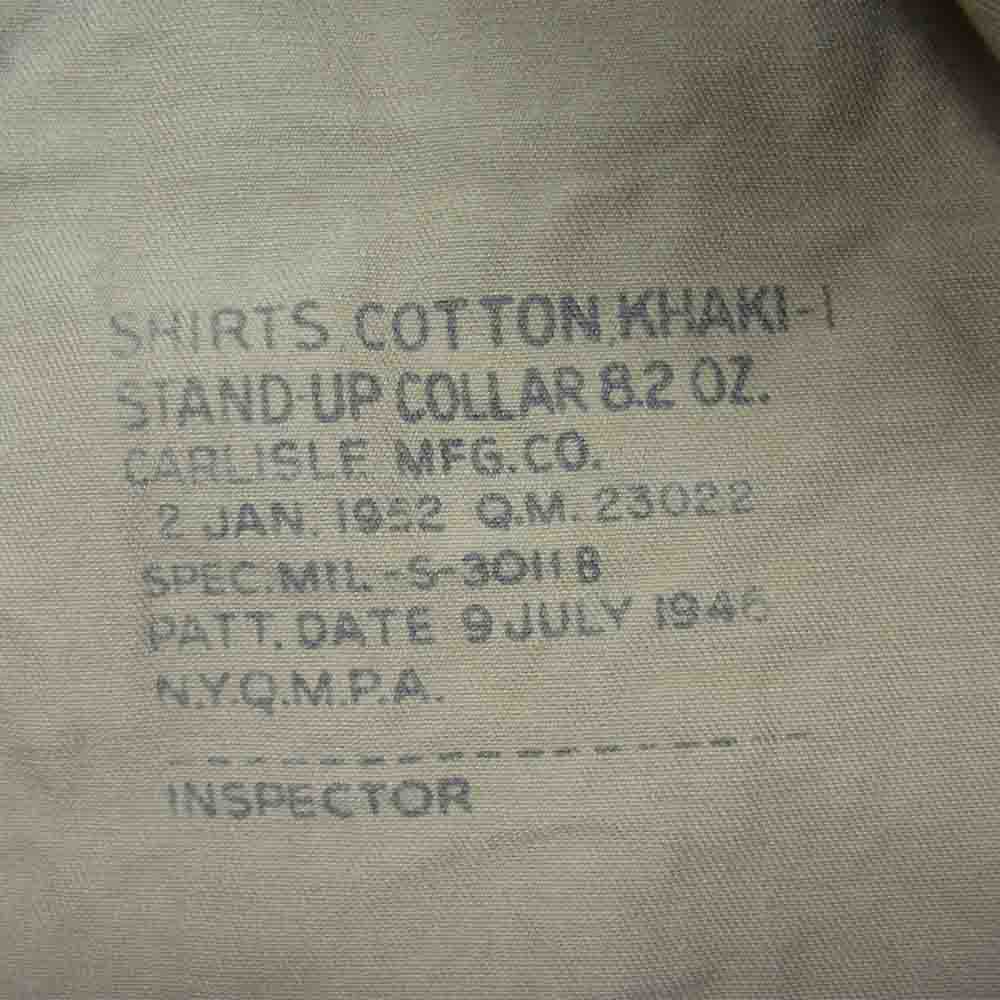 SHIRTS, COTTON, KHAKI-1
STAND-UP COLLAR 8.2 OZ.
CARLISLE MFG. CO.
2 JAN. 1952 Q.M. 23022
SPEC. MIL.-S-3011B
PATT. DATE 9 JULY 1946
N.Y.Q.M.P.A.
INSPECTOR